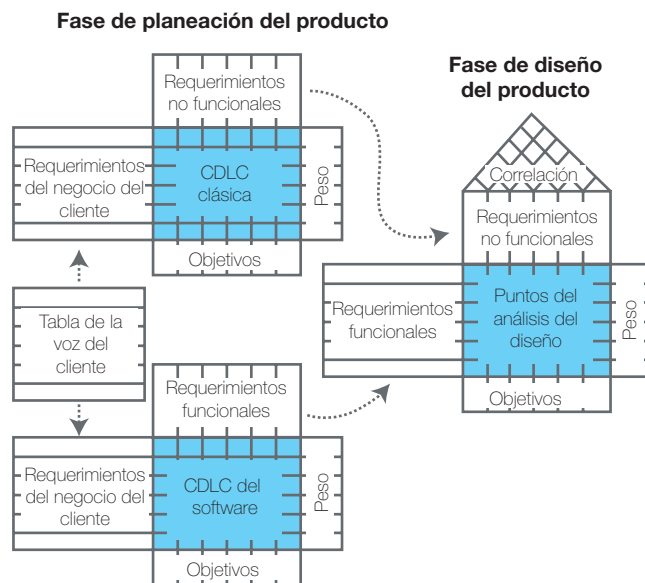 Fase de planeación del producto
Requerimientos
no funcionales
Requerimientos
del negocio del
cliente
CDLC
clásica
Peso
Objetivos
Tabla de la
voz del
cliente
Requerimientos
funcionales
Requerimientos
del negocio del
cliente
CDLC del
software
Peso
Objetivos
Fase de diseño
del producto
Correlación
Requerimientos
no funcionales
Requerimientos
funcionales
Puntos del
análisis del
diseño
Peso
Objetivos